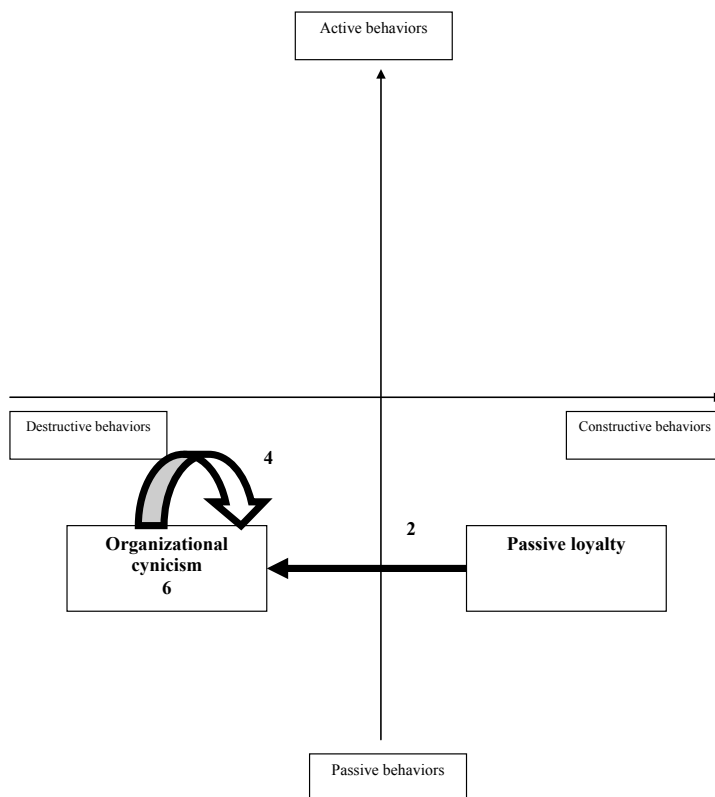 Active behaviors
Destructive behaviors
Constructive behaviors
4
2
Organizational
cynicism
6
Passive loyalty
Passive behaviors